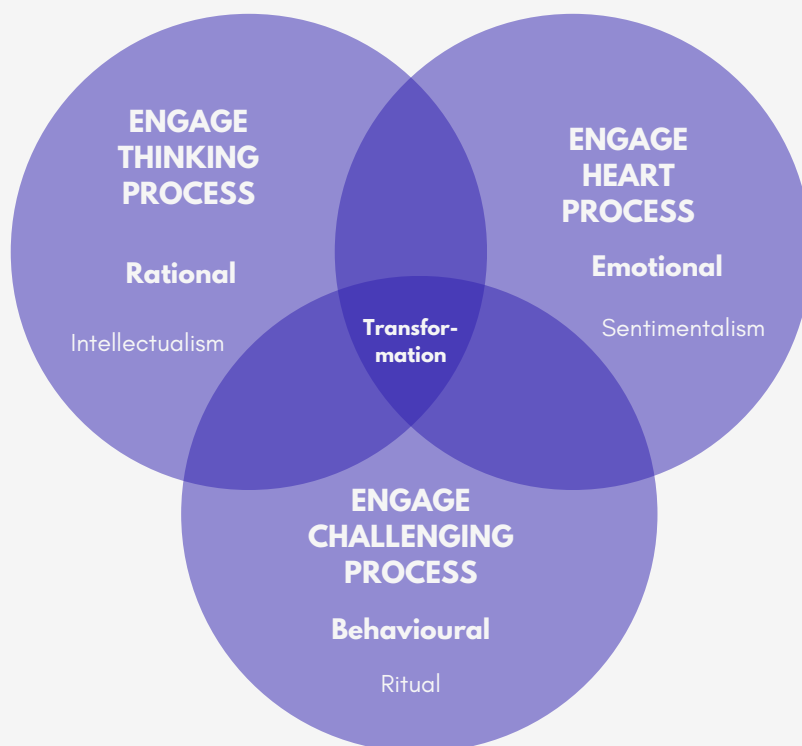 ENGAGE
THINKING
PROCESS
Rational
Intellectualism
ENGAGE
HEART
PROCESS
Emotional
Sentimentalism
Transfor-
mation
ENGAGE
CHALLENGING
PROCESS
Behavioural
Ritual